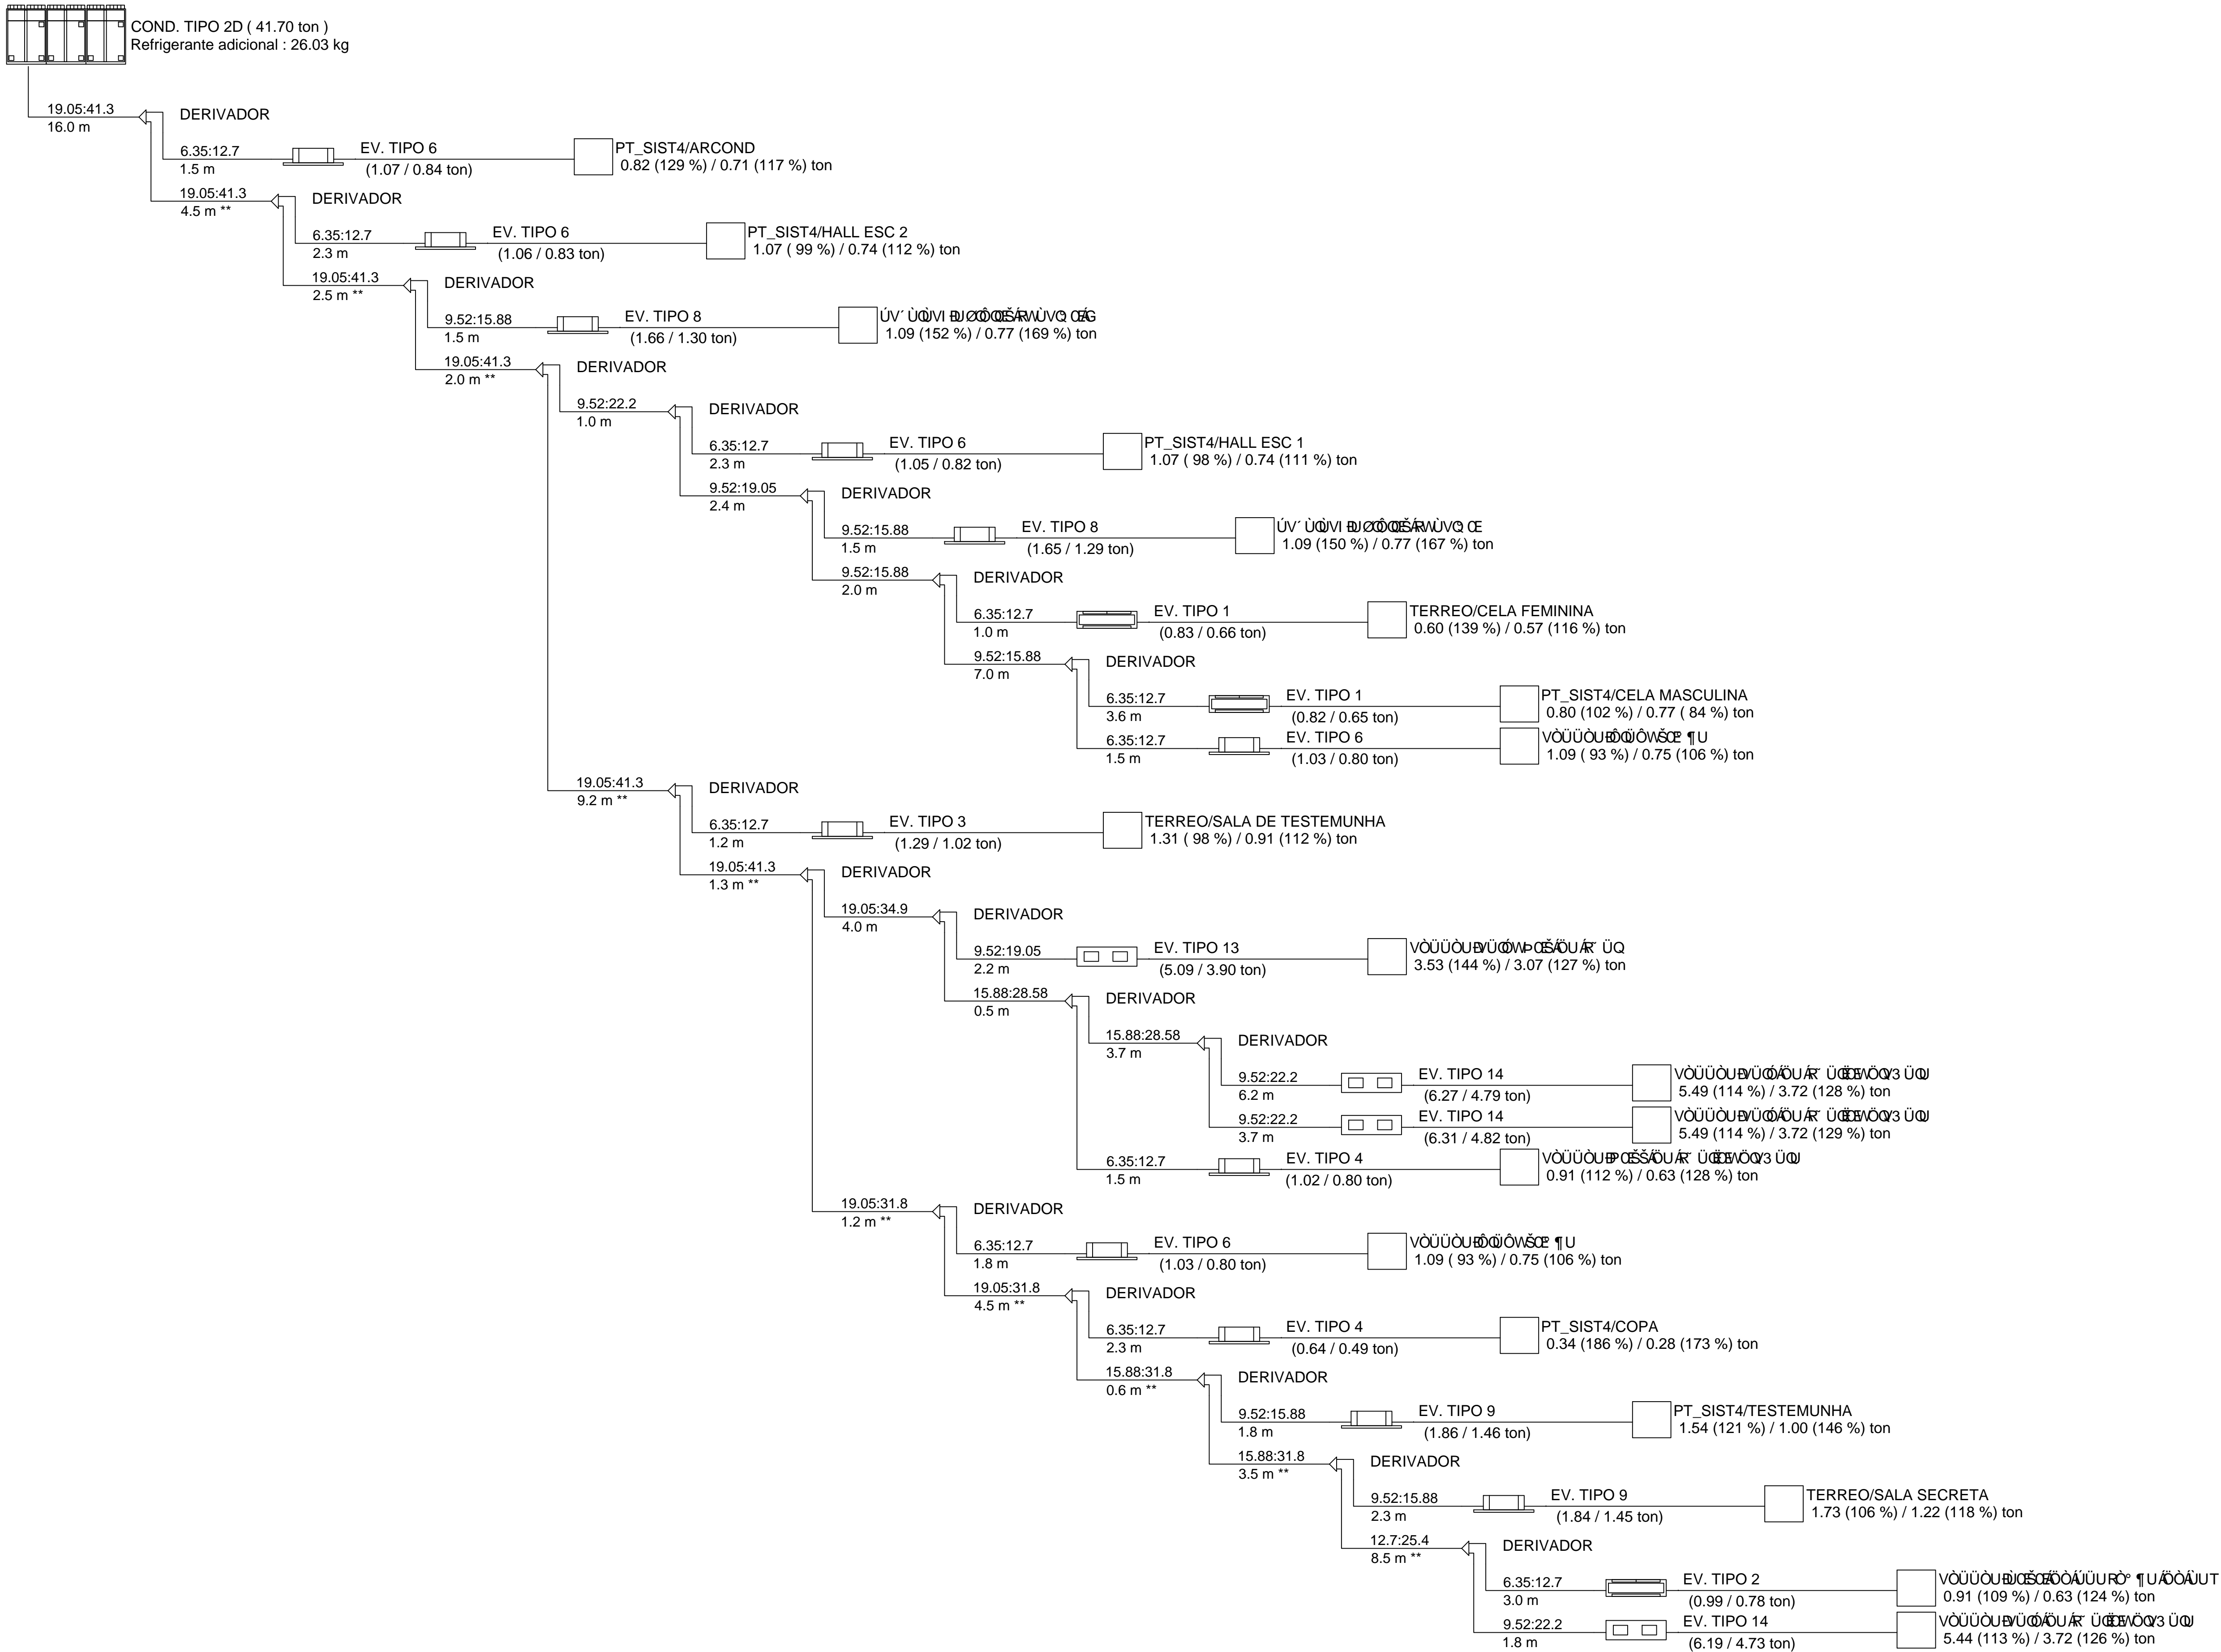 COND. TIPO 2D ( 41.70 ton )
Refrigerante adicional : 26.03 kg
19.05:41.3
16.0 m
DERIVADOR
6.35:12.7
1.5 m
EV. TIPO 6
(1.07 / 0.84 ton)
PT_SIST4/ARCOND
0.82 (129 %) / 0.71 (117 %) ton
19.05:41.3
4.5 m **
DERIVADOR
6.35:12.7
2.3 m
EV. TIPO 6
(1.06 / 0.83 ton)
PT_SIST4/HALL ESC 2
1.07 ( 99 %) / 0.74 (112 %) ton
19.05:41.3
2.5 m **
DERIVADOR
9.52:15.88
1.5 m
EV. TIPO 8
(1.66 / 1.30 ton)
1.09 (152 %) / 0.77 (169 %) ton
19.05:41.3
2.0 m **
DERIVADOR
9.52:22.2
1.0 m
DERIVADOR
6.35:12.7
2.3 m
EV. TIPO 6
(1.05 / 0.82 ton)
PT_SIST4/HALL ESC 1
1.07 ( 98 %) / 0.74 (111 %) ton
9.52:19.05
2.4 m
DERIVADOR
9.52:15.88
1.5 m
EV. TIPO 8
(1.65 / 1.29 ton)
1.09 (150 %) / 0.77 (167 %) ton
9.52:15.88
2.0 m
DERIVADOR
6.35:12.7
1.0 m
EV. TIPO 1
(0.83 / 0.66 ton)
TERREO/CELA FEMININA
0.60 (139 %) / 0.57 (116 %) ton
9.52:15.88
7.0 m
DERIVADOR
6.35:12.7
3.6 m
EV. TIPO 1
(0.82 / 0.65 ton)
PT_SIST4/CELA MASCULINA
0.80 (102 %) / 0.77 ( 84 %) ton
6.35:12.7
1.5 m
EV. TIPO 6
(1.03 / 0.80 ton)
1.09 ( 93 %) / 0.75 (106 %) ton
19.05:41.3
9.2 m **
DERIVADOR
6.35:12.7
1.2 m
EV. TIPO 3
(1.29 / 1.02 ton)
TERREO/SALA DE TESTEMUNHA
1.31 ( 98 %) / 0.91 (112 %) ton
19.05:41.3
1.3 m **
DERIVADOR
19.05:34.9
4.0 m
DERIVADOR
9.52:19.05
2.2 m
EV. TIPO 13
(5.09 / 3.90 ton)
3.53 (144 %) / 3.07 (127 %) ton
15.88:28.58
0.5 m
DERIVADOR
15.88:28.58
3.7 m
DERIVADOR
9.52:22.2
6.2 m
EV. TIPO 14
(6.27 / 4.79 ton)
5.49 (114 %) / 3.72 (128 %) ton
9.52:22.2
3.7 m
EV. TIPO 14
(6.31 / 4.82 ton)
5.49 (114 %) / 3.72 (129 %) ton
6.35:12.7
1.5 m
EV. TIPO 4
(1.02 / 0.80 ton)
0.91 (112 %) / 0.63 (128 %) ton
19.05:31.8
1.2 m **
DERIVADOR
6.35:12.7
1.8 m
EV. TIPO 6
(1.03 / 0.80 ton)
1.09 ( 93 %) / 0.75 (106 %) ton
19.05:31.8
4.5 m **
DERIVADOR
6.35:12.7
2.3 m
EV. TIPO 4
(0.64 / 0.49 ton)
PT_SIST4/COPA
0.34 (186 %) / 0.28 (173 %) ton
15.88:31.8
0.6 m **
DERIVADOR
9.52:15.88
1.8 m
EV. TIPO 9
(1.86 / 1.46 ton)
PT_SIST4/TESTEMUNHA
1.54 (121 %) / 1.00 (146 %) ton
15.88:31.8
3.5 m **
DERIVADOR
9.52:15.88
2.3 m
EV. TIPO 9
(1.84 / 1.45 ton)
TERREO/SALA SECRETA
1.73 (106 %) / 1.22 (118 %) ton
12.7:25.4
8.5 m **
DERIVADOR
6.35:12.7
3.0 m
EV. TIPO 2
(0.99 / 0.78 ton)
0.91 (109 %) / 0.63 (124 %) ton
9.52:22.2
1.8 m
EV. TIPO 14
(6.19 / 4.73 ton)
5.44 (113 %) / 3.72 (126 %) ton